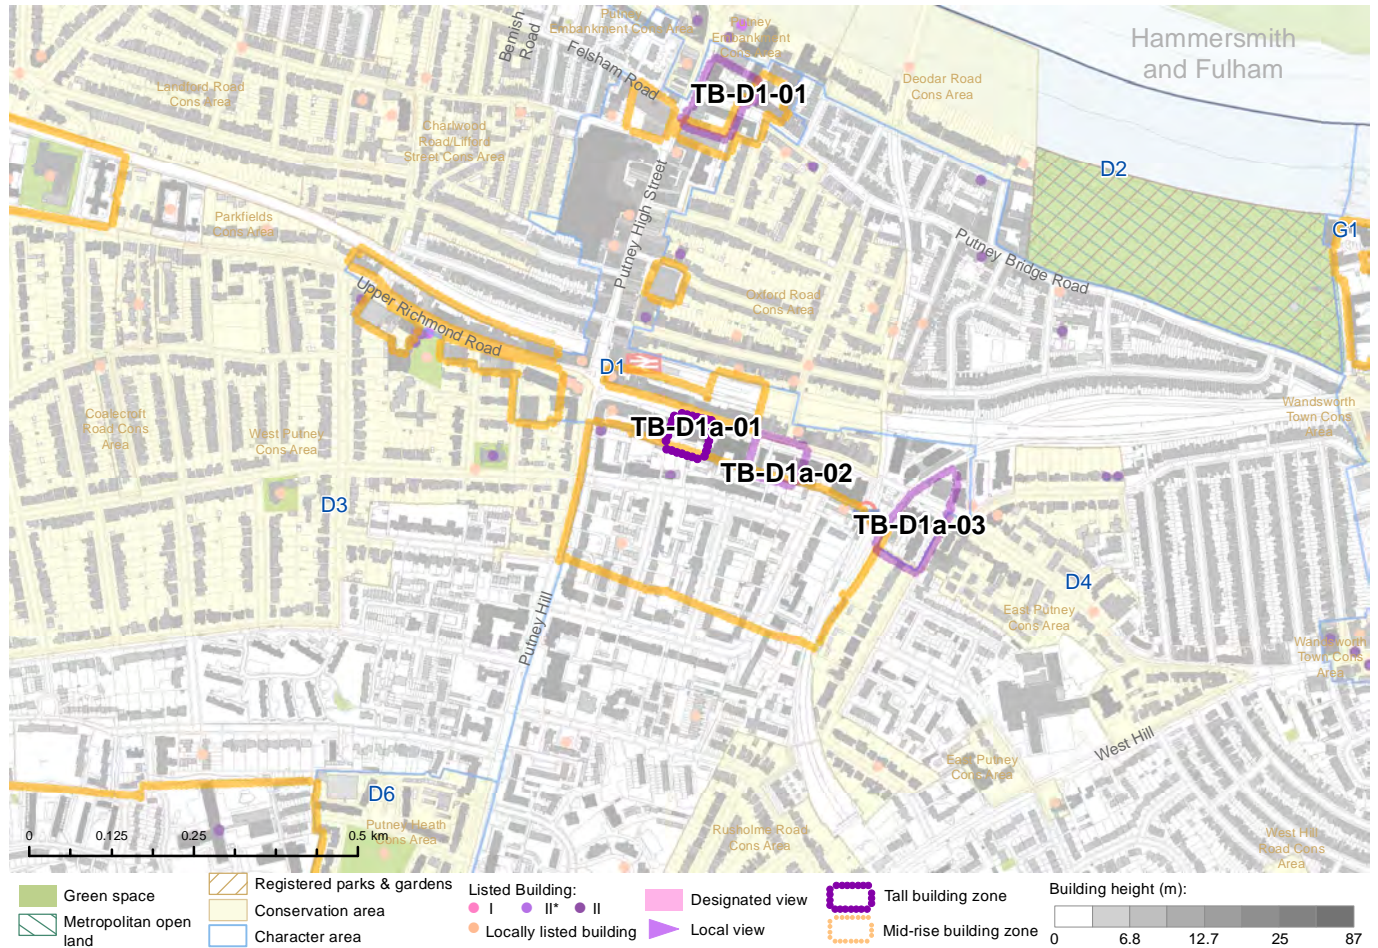 Putney
Embankment Cons Area
Putney
Embankment
Cons Area
Bemish
Road
Felsham Road
Hammersmith
and Fulham
Landford Road
Cons Area
TB-D1-01
Deodar Road
Cons Area
Charlwood
Road/Lifford
Street Cons Area
D2
Parkfields
Cons Area
Putney High Street
Putney Bridge Road
G1
Upper Richmond Road
Oxford Road
Cons Area
D1
Coalecroft
Road Cons
Area
West Putney
Cons Area
TB-D1a-01
Wandsworth
Town Cons
Area
TB-D1a-02
D3
TB-D1a-03
D4
East Putney
Cons Area
Putney Hill
Wandsworth
Town Cons
Area
West Hill
East Putney
Cons Area
D6
Putney Heath
Cons Area
Rusholme Road
Cons Area
West Hill
Road Cons
Area
0 0.125 0.25 0.5 km
Green space
Metropolitan open
land
Registered parks & gardens
Conservation area
Character area
Listed Building:
I II* II
Locally listed building
Designated view
Local view
Tall building zone
Mid-rise building zone
Building height (m):
0 6.8 12.7 25 87